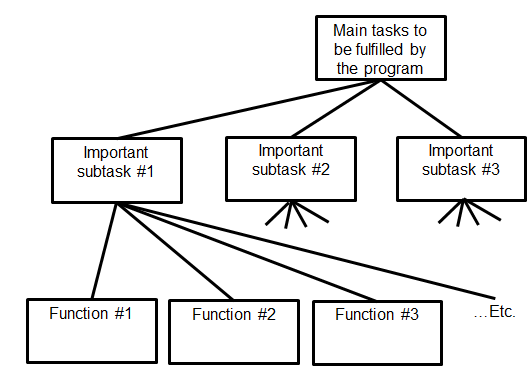 Main tasks to
be fulfilled by
the program
Important
subtask #1
Important
subtask #2
Important
subtask #3
Function #1
Function #2
Function #3
...Etc.